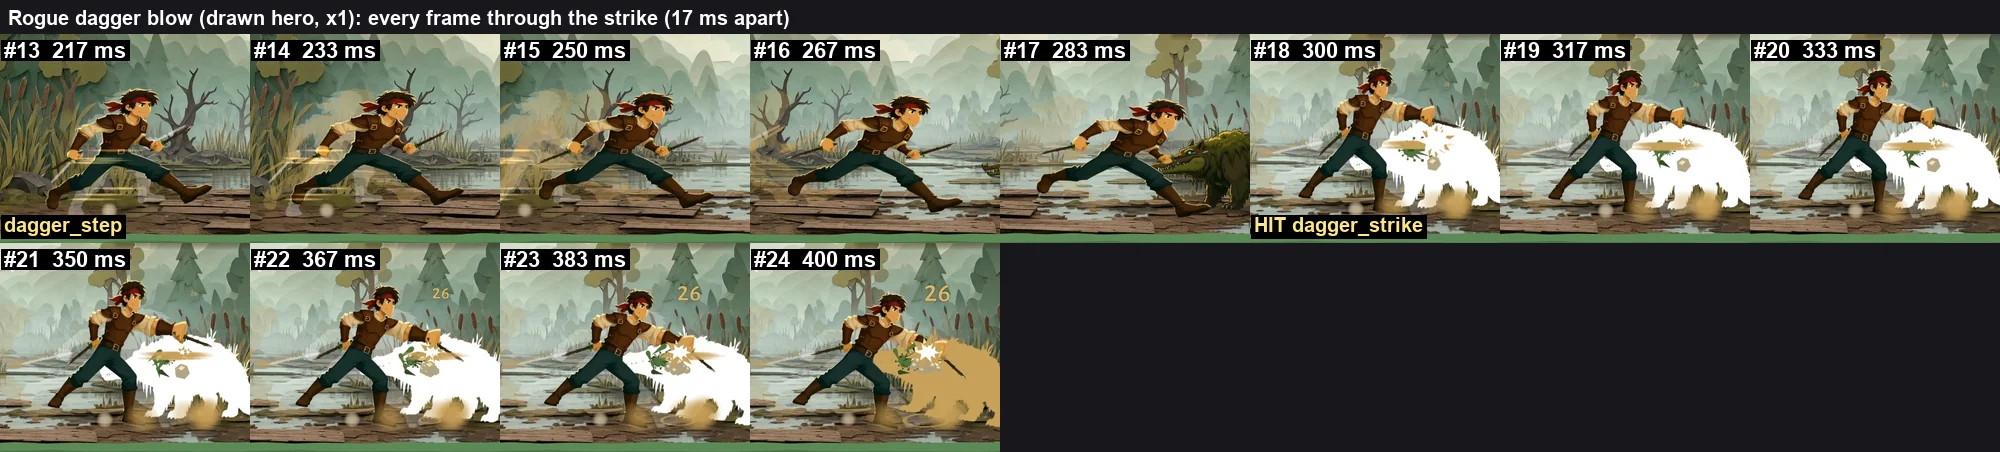 Rogue dagger blow (drawn hero, x1): every frame through the strike (17 ms apart)
#13 217 ms
#14 233 ms
#15 250 ms
#16 267 ms
#17 283 ms
#18 300 ms
#19 317 ms
#20 333 ms
dagger_step
HIT dagger_strike
#21 350 ms
#22 367 ms
#23 383 ms
#24 400 ms
26
26
26